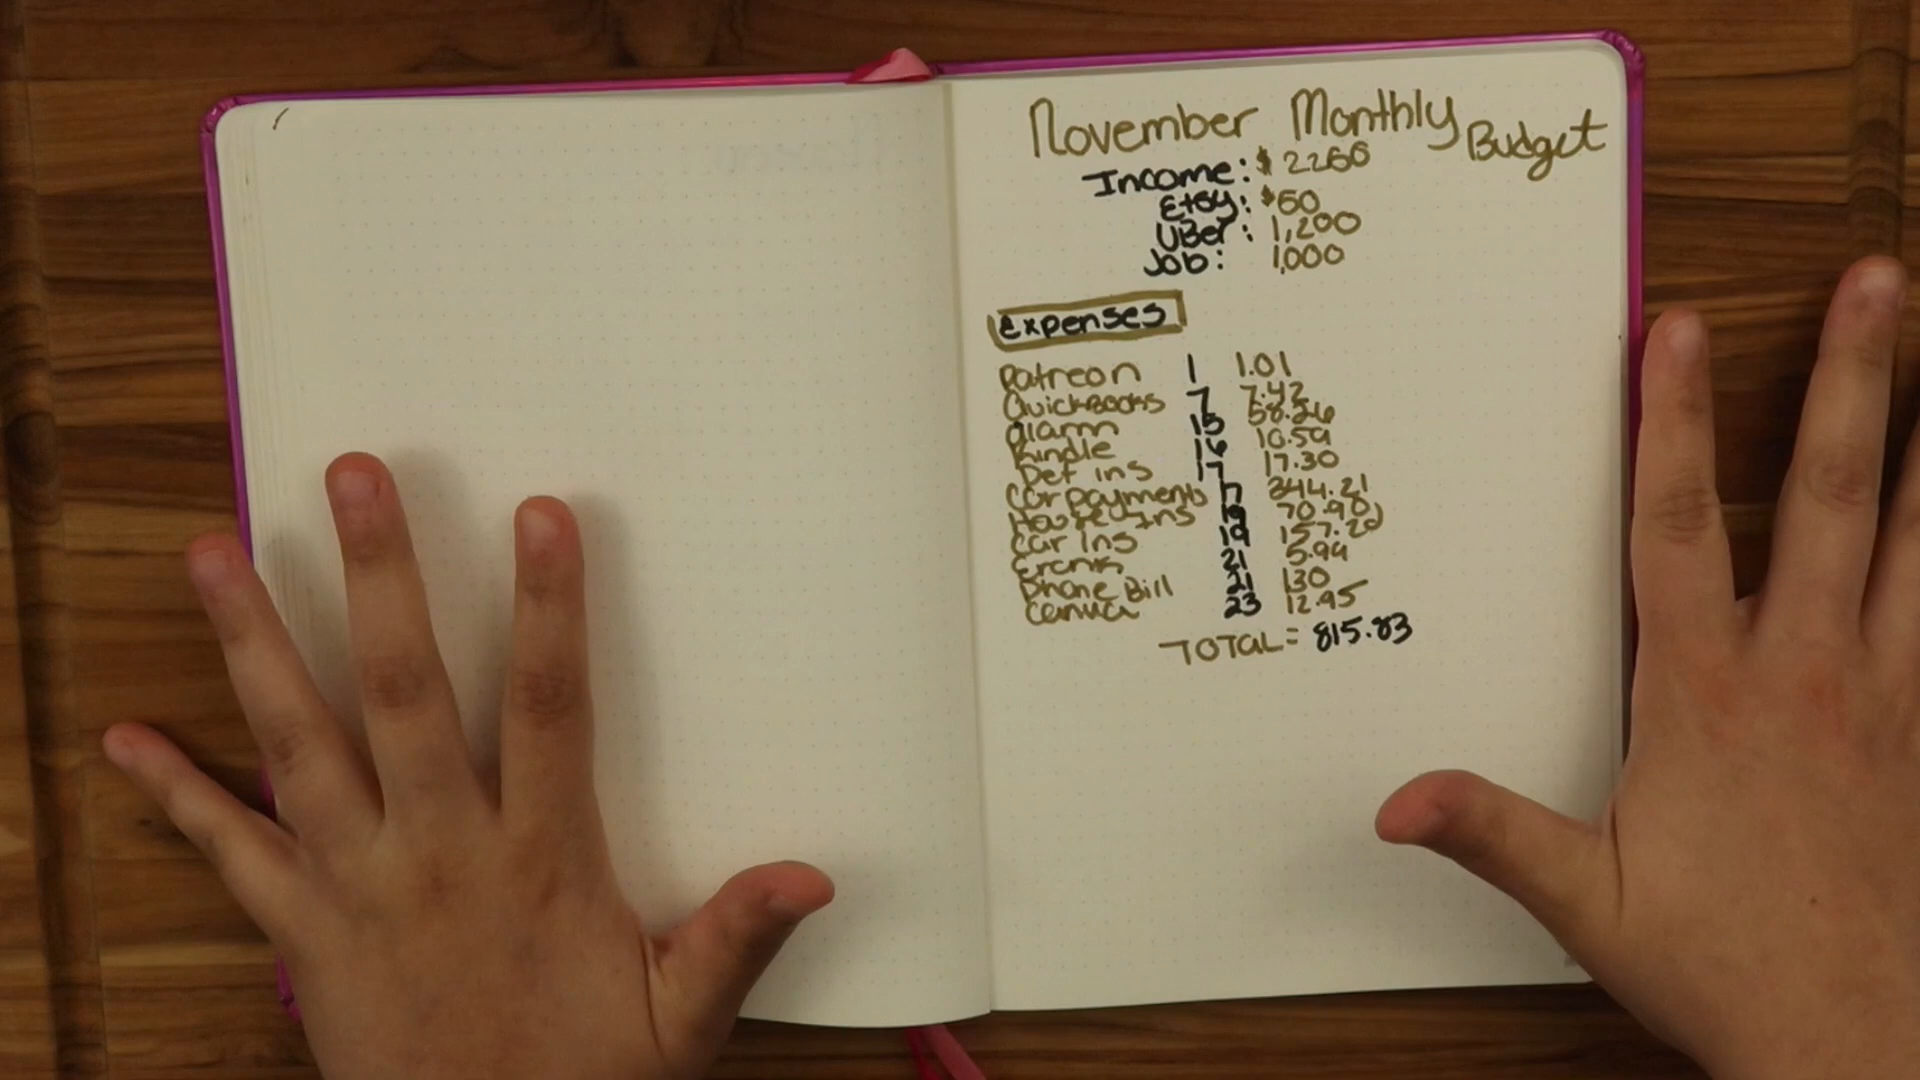 November Monthly Budget
Income: $2260
Etsy: $60
Uber: 1,200
Job: 1,000
Expenses
Patreon 1 1.01
QuickBooks 7 7.42
alarm 15 58.26
Kindle 16 10.59
Pet ins 17 17.30
Car payments 17 344.21
House Ins 19 70.90
Car Ins 19 157.20
21 5.99
Phone Bill 21 130
Canva 23 12.95
TOTAL = 815.83